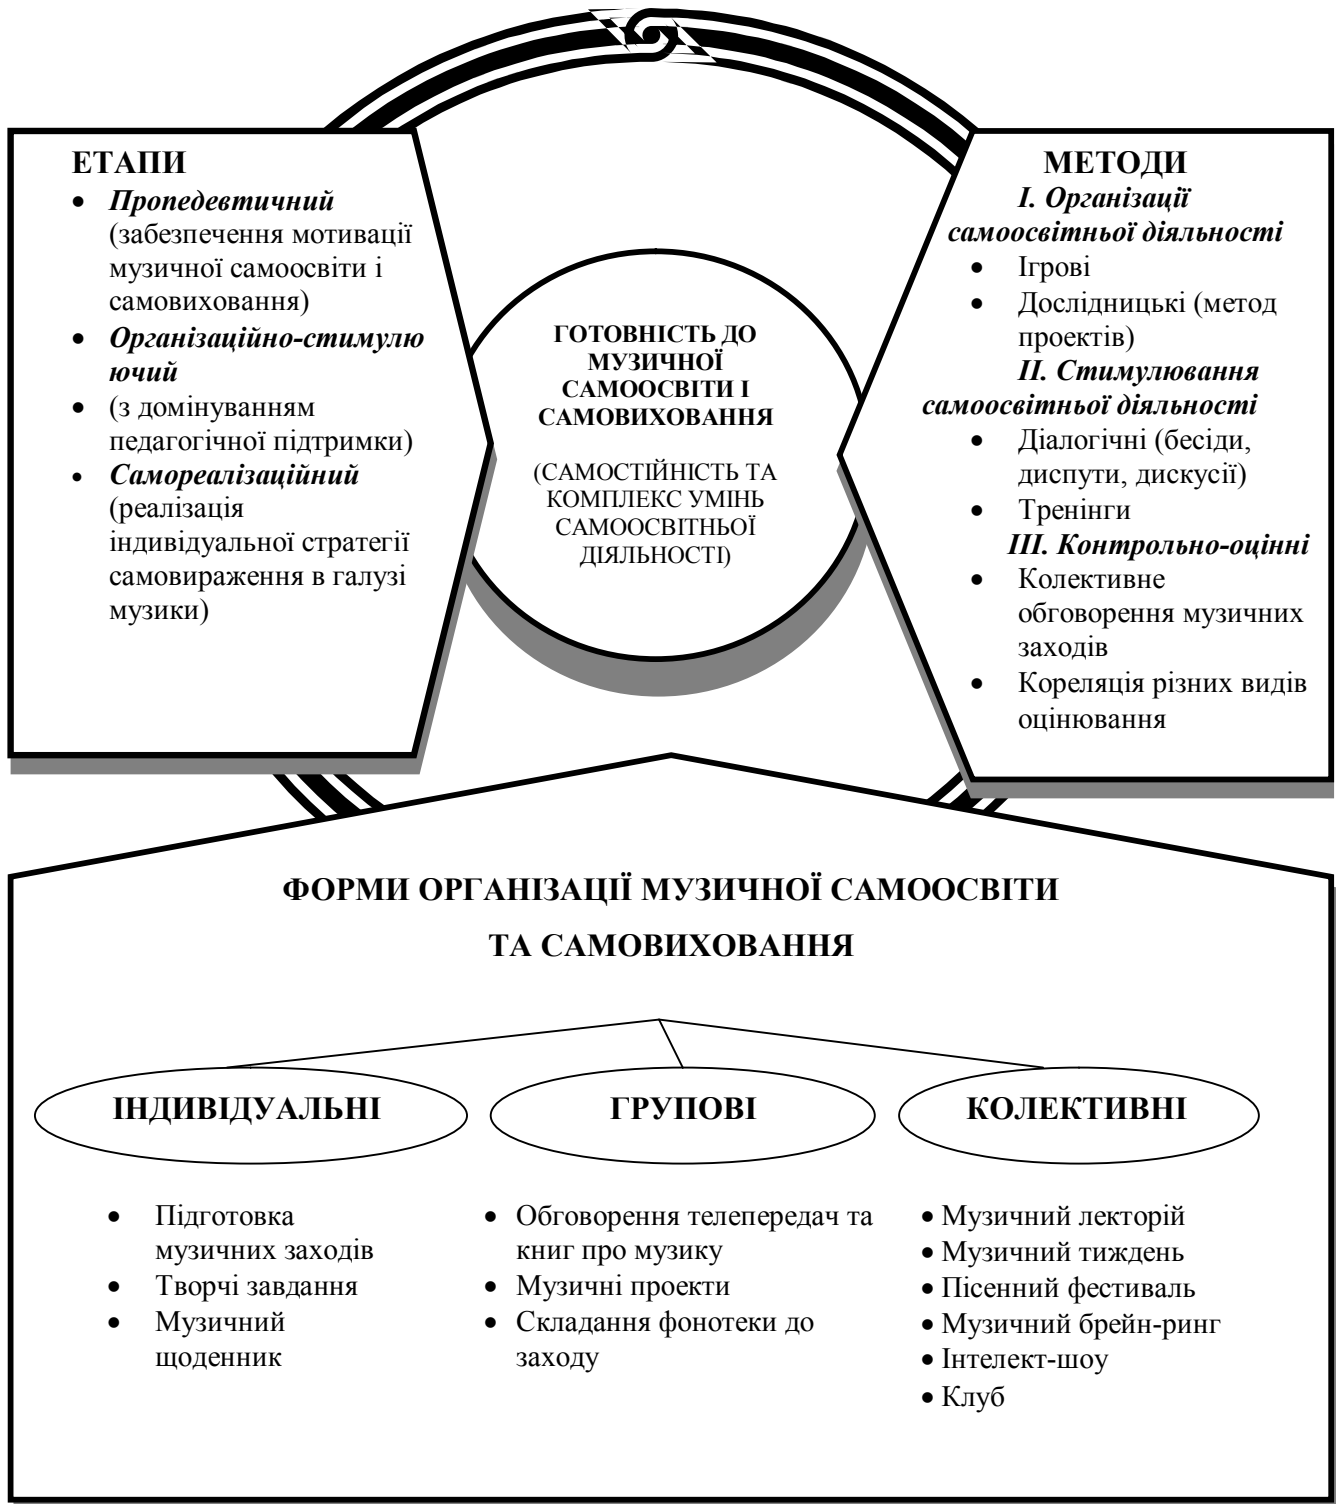 ЕТАПИ
• Пропедевтичний
(забезпечення мотивації
музичної самоосвіти і
самовиховання)
• Організаційно-стимулю
ючий
• (з домінуванням
педагогічної підтримки)
• Самореалізаційний
(реалізація
індивідуальної стратегії
самовираження в галузі
музики)
ГОТОВНІСТЬ ДО
МУЗИЧНОЇ
САМООСВІТИ І
САМОВИХОВАННЯ
(САМОСТІЙНІСТЬ ТА
КОМПЛЕКС УМІНЬ
САМООСВІТНЬОЇ
ДІЯЛЬНОСТІ)
МЕТОДИ
І. Організації
самоосвітньої діяльності
• Ігрові
• Дослідницькі (метод
проектів)
ІІ. Стимулювання
самоосвітньої діяльності
• Діалогічні (бесіди,
диспути, дискусії)
• Тренінги
ІІІ. Контрольно-оцінні
• Колективне
обговорення музичних
заходів
• Кореляція різних видів
оцінювання
ФОРМИ ОРГАНІЗАЦІЇ МУЗИЧНОЇ САМООСВІТИ
ТА САМОВИХОВАННЯ
ІНДИВІДУАЛЬНІ
• Підготовка
музичних заходів
• Творчі завдання
• Музичний
щоденник
ГРУПОВІ
• Обговорення телепередач та
книг про музику
• Музичні проекти
• Складання фонотеки до
заходу
КОЛЕКТИВНІ
• Музичний лекторій
• Музичний тиждень
• Пісенний фестиваль
• Музичний брейн-ринг
• Інтелект-шоу
• Клуб